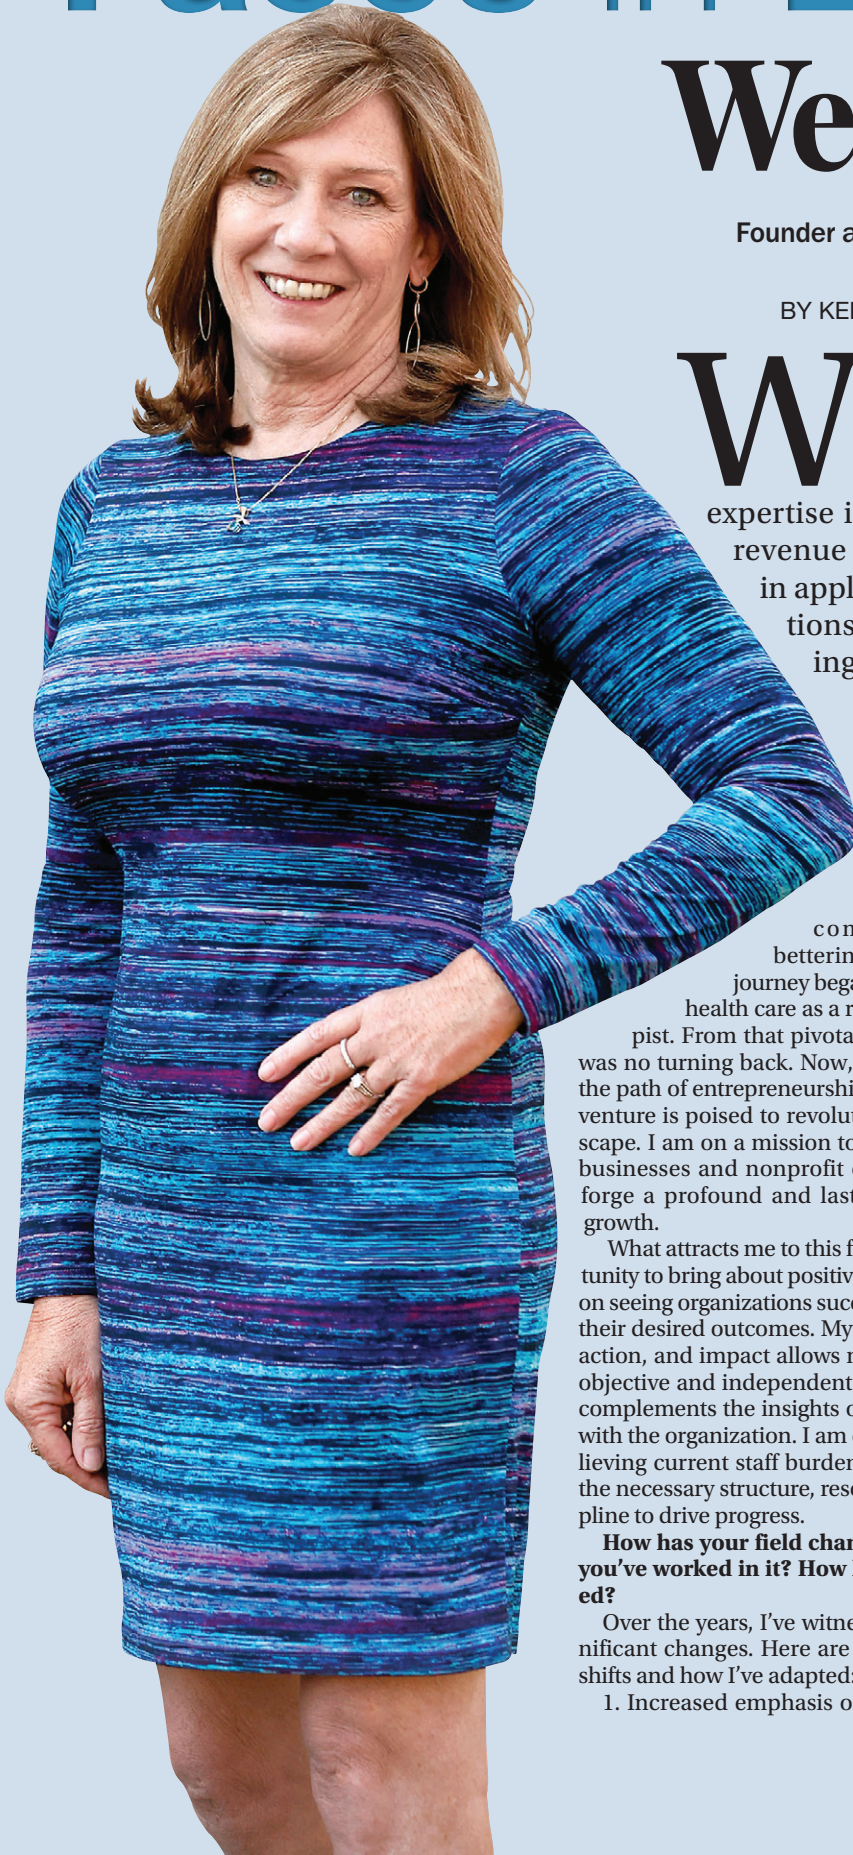 We
Founder a
BY KE
W
expertise i
revenue
in appl
tions
ing
con
betterin
journey bega
health care as a r
pist. From that pivota
was no turning back. Now,
the path of entrepreneurshi
venture is poised to revolut
scape. I am on a mission to
businesses and nonprofit
forge a profound and last
growth.
What attracts me to this f
tunity to bring about positiv
on seeing organizations suc
their desired outcomes. My
action, and impact allows
objective and independent
complements the insights o
with the organization. I am
lieving current staff burden
the necessary structure, res
pline to drive progress.
How has your field chan
you've worked in it? How
ed?
Over the years, I've witne
nificant changes. Here are
shifts and how I've adapted:
1. Increased emphasis o